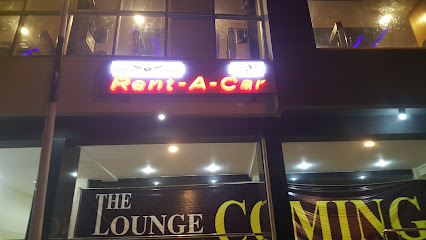 Rent-A-Car
THE
LOUNGE
COMING